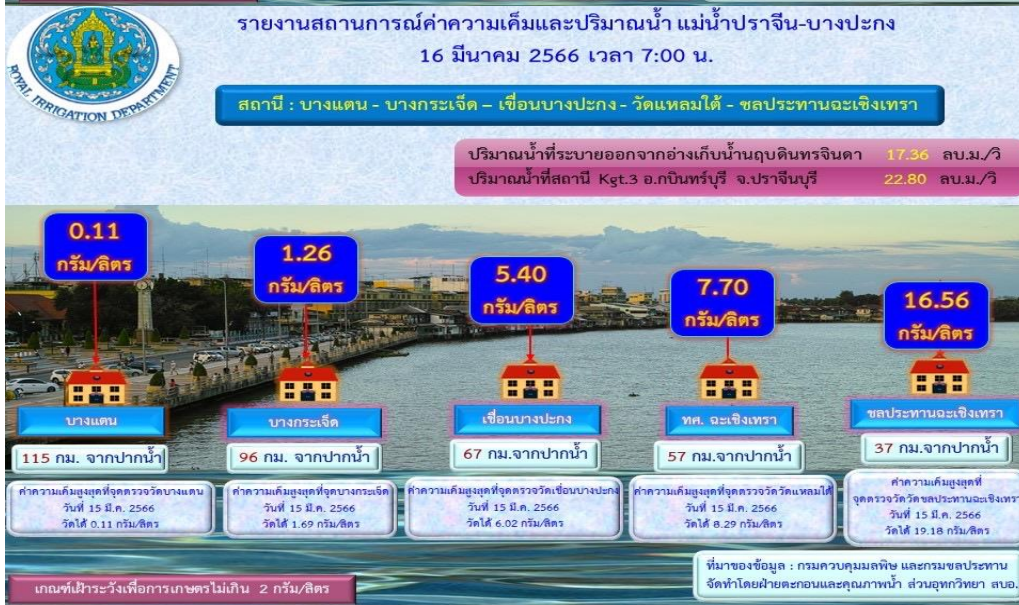 รายงานสถานการณ์ค่าความเค็มและปริมาณน้ำ แม่น้ำปราจีน-บางปะกง
16 มีนาคม 2566 เวลา 7:00 น.
ROYAL IRRIGATION DEPARTMENT
สถานี : บางแตน - บางกระเจ็ด – เขื่อนบางปะกง - วัดแหลมใต้ - ชลประทานฉะเชิงเทรา
ปริมาณน้ำที่ระบายออกจากอ่างเก็บน้ำนฤบดินทรจินดา 17.36 ลบ.ม./วิ
ปริมาณน้ำที่สถานี Kgt.3 อ.กบินทร์บุรี จ.ปราจีนบุรี 22.80 ลบ.ม./วิ
0.11
กรัม/ลิตร
บางแตน
115 กม. จากปากน้ำ
ค่าความเค็มสูงสุดที่จุดตรวจวัดบางแตน
วันที่ 15 มี.ค. 2566
วัดได้ 0.11 กรัม/ลิตร
1.26
กรัม/ลิตร
บางกระเจ็ด
96 กม. จากปากน้ำ
ค่าความเค็มสูงสุดที่จุดบางกระเจ็ด
วันที่ 15 มี.ค. 2566
วัดได้ 1.69 กรัม/ลิตร
5.40
กรัม/ลิตร
เขื่อนบางปะกง
67 กม.จากปากน้ำ
ค่าความเค็มสูงสุดที่จุดตรวจวัดเขื่อนบางปะกง
วันที่ 15 มี.ค. 2566
วัดได้ 6.02 กรัม/ลิตร
7.70
กรัม/ลิตร
ทศ. ฉะเชิงเทรา
57 กม.จากปากน้ำ
ค่าความเค็มสูงสุดที่จุดตรวจวัดวัดแหลมใต้
วันที่ 15 มี.ค. 2566
วัดได้ 8.29 กรัม/ลิตร
16.56
กรัม/ลิตร
ชลประทานฉะเชิงเทรา
37 กม.จากปากน้ำ
ค่าความเค็มสูงสุดที่
จุดตรวจวัดวัดชลประทานฉะเชิงเทรา
วันที่ 15 มี.ค. 2566
วัดได้ 19.18 กรัม/ลิตร
เกณฑ์เฝ้าระวังเพื่อการเกษตรไม่เกิน 2 กรัม/ลิตร
ที่มาของข้อมูล : กรมควบคุมมลพิษ และกรมชลประทาน
จัดทำโดยฝ่ายตะกอนและคุณภาพน้ำ ส่วนอุทกวิทยา สบอ.